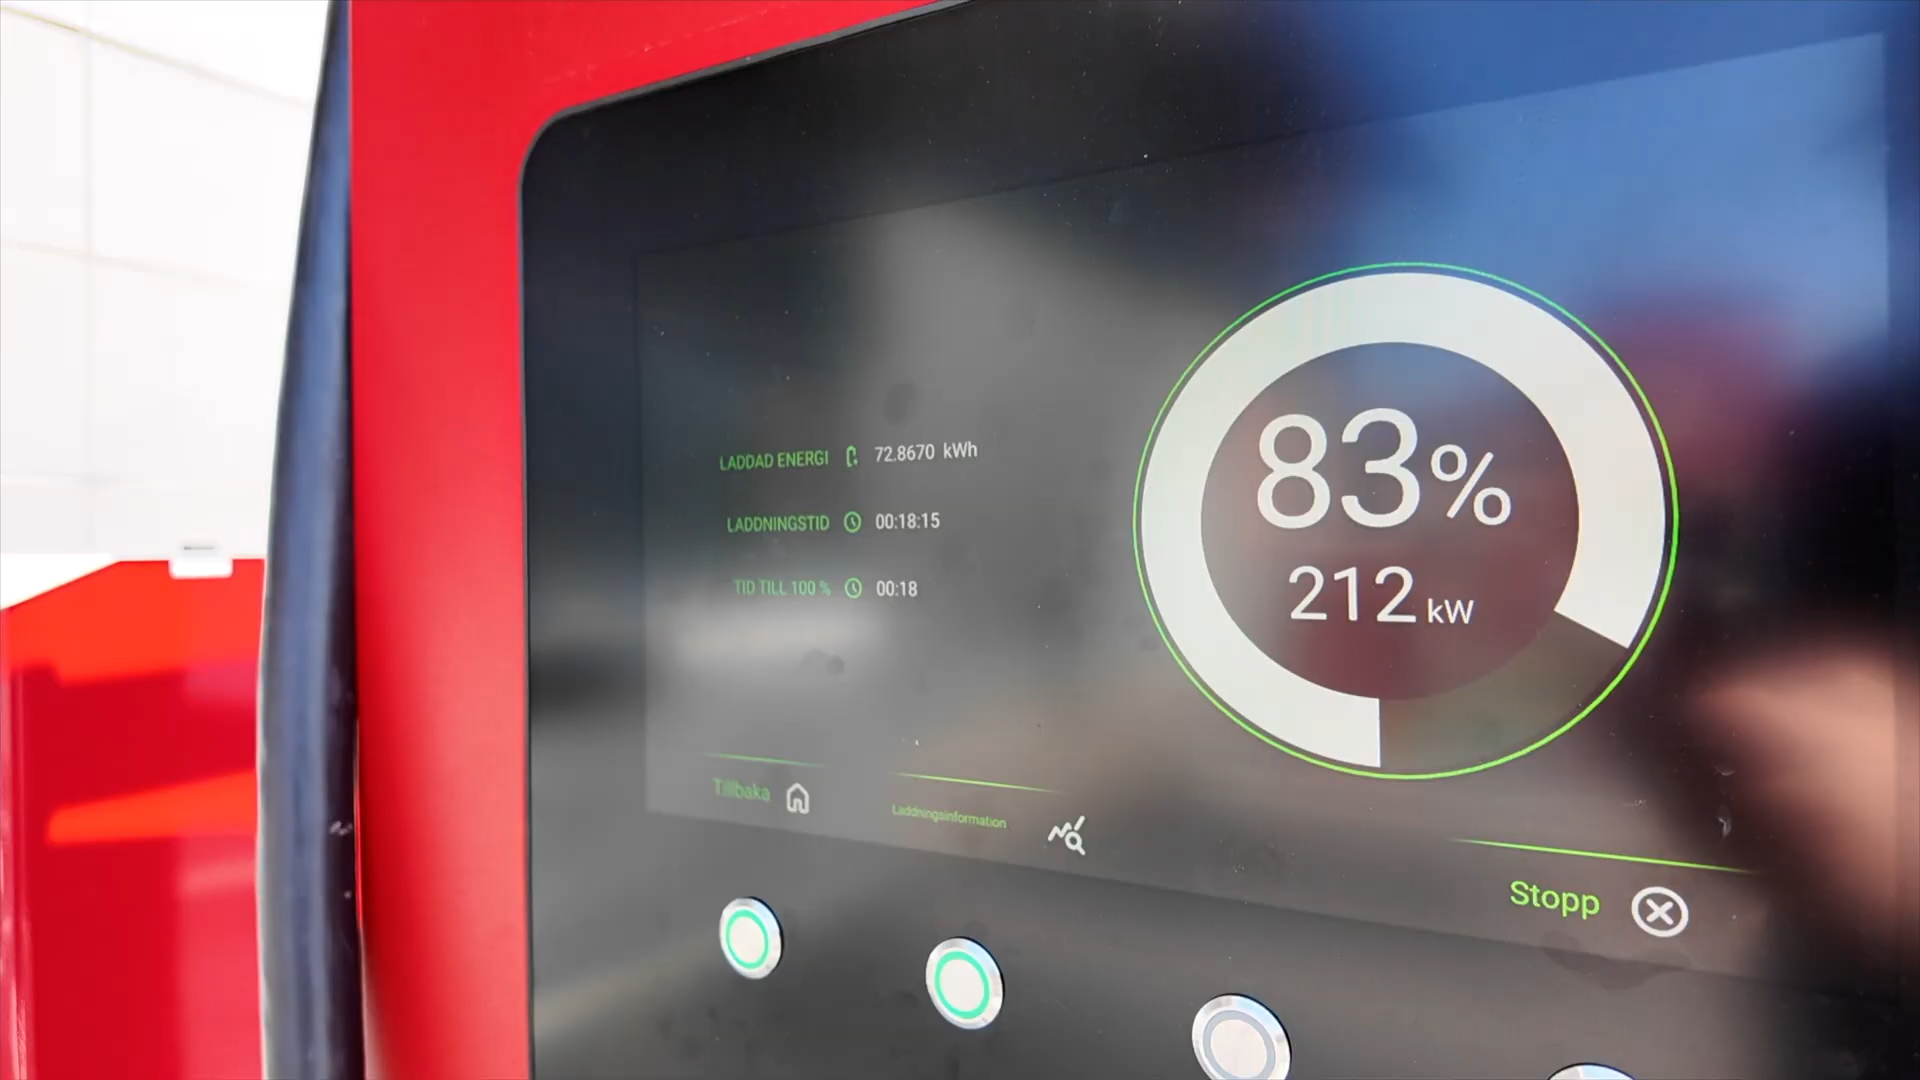 LADDAD ENERGI 72.8670 kWh
LADDNINGSTID 00:18:15
TID TILL 100 % 00:18
83%
212 kW
Tillbaka
Laddningsinformation
Stopp